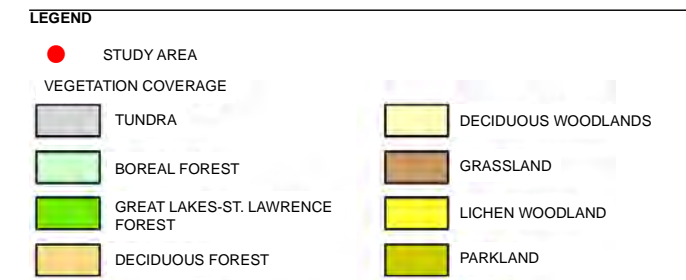 LEGEND
STUDY AREA
VEGETATION COVERAGE
TUNDRA
BOREAL FOREST
GREAT LAKES-ST. LAWRENCE
FOREST
DECIDUOUS FOREST
DECIDUOUS WOODLANDS
GRASSLAND
LICHEN WOODLAND
PARKLAND